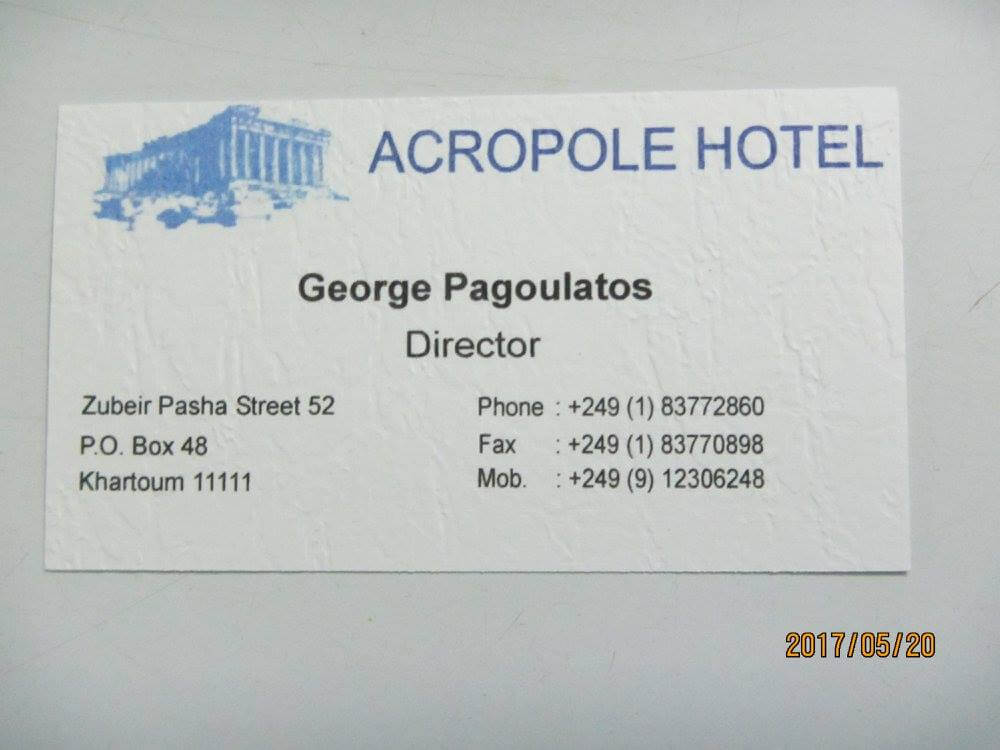 ACROPOLE HOTEL
George Pagoulatos
Director
Zubeir Pasha Street 52
P.O. Box 48
Khartoum 11111
Phone : +249 (1) 83772860
Fax : +249 (1) 83770898
Mob. : +249 (9) 12306248
2017/05/20